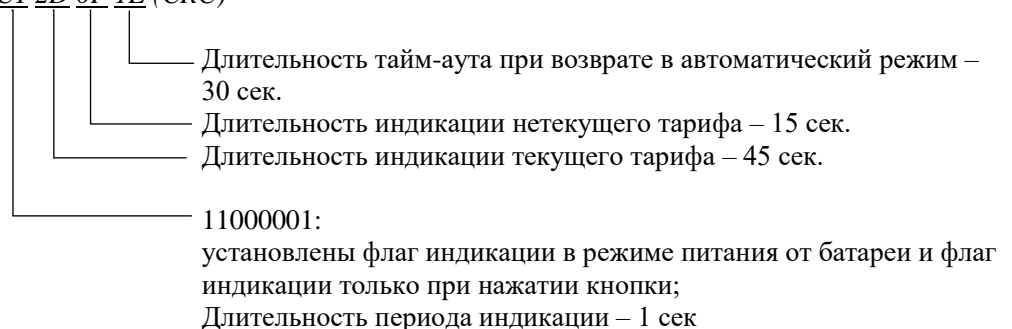 C1 2D 0F 1E (CRC)
Длительность тайм-аута при возврате в автоматический режим –
30 сек.
Длительность индикации нетекущего тарифа – 15 сек.
Длительность индикации текущего тарифа – 45 сек.
11000001:
установлены флаг индикации в режиме питания от батареи и флаг
индикации только при нажатии кнопки;
Длительность периода индикации – 1 сек